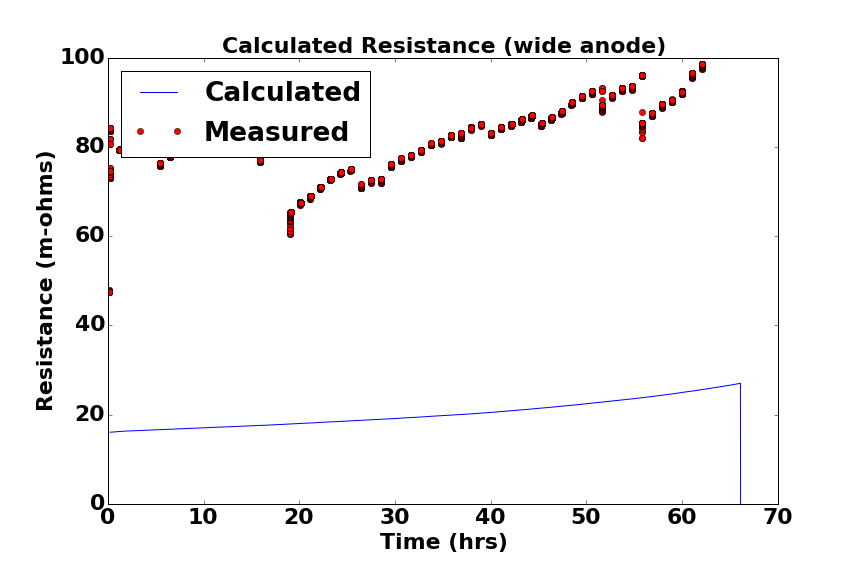 Calculated Resistance (wide anode)
Calculated
Measured
Resistance (m-ohms)
100
80
60
40
20
0
0 10 20 30 40 50 60 70
Time (hrs)